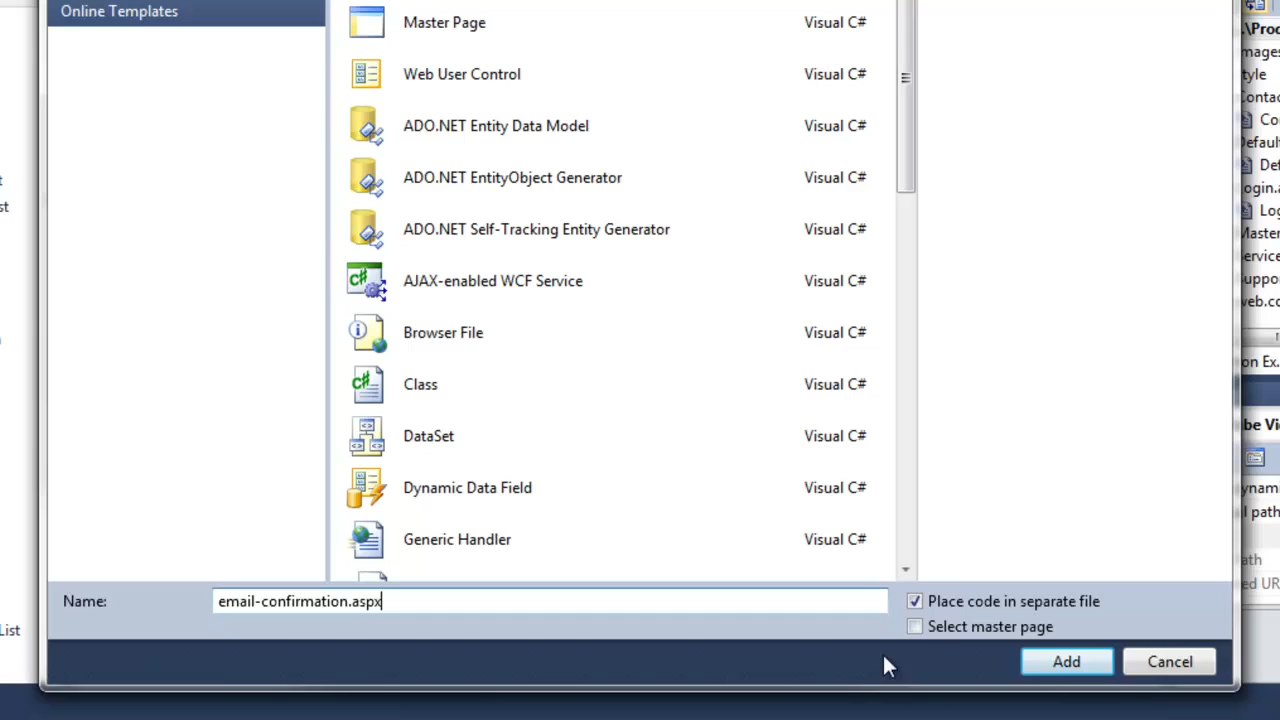 Online Templates
Master Page Visual C#
Web User Control Visual C#
ADO.NET Entity Data Model Visual C#
ADO.NET EntityObject Generator Visual C#
ADO.NET Self-Tracking Entity Generator Visual C#
AJAX-enabled WCF Service Visual C#
Browser File Visual C#
Class Visual C#
DataSet Visual C#
Dynamic Data Field Visual C#
Generic Handler Visual C#
Name: email-confirmation.aspx Place code in separate file
Select master page
Add Cancel
List